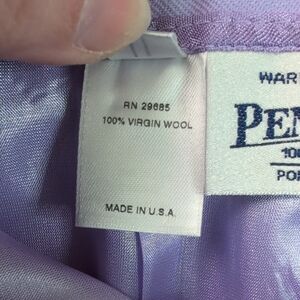 RN 29685
100% VIRGIN WOOL
MADE IN U.S.A.
WAR
PEN
100
POR